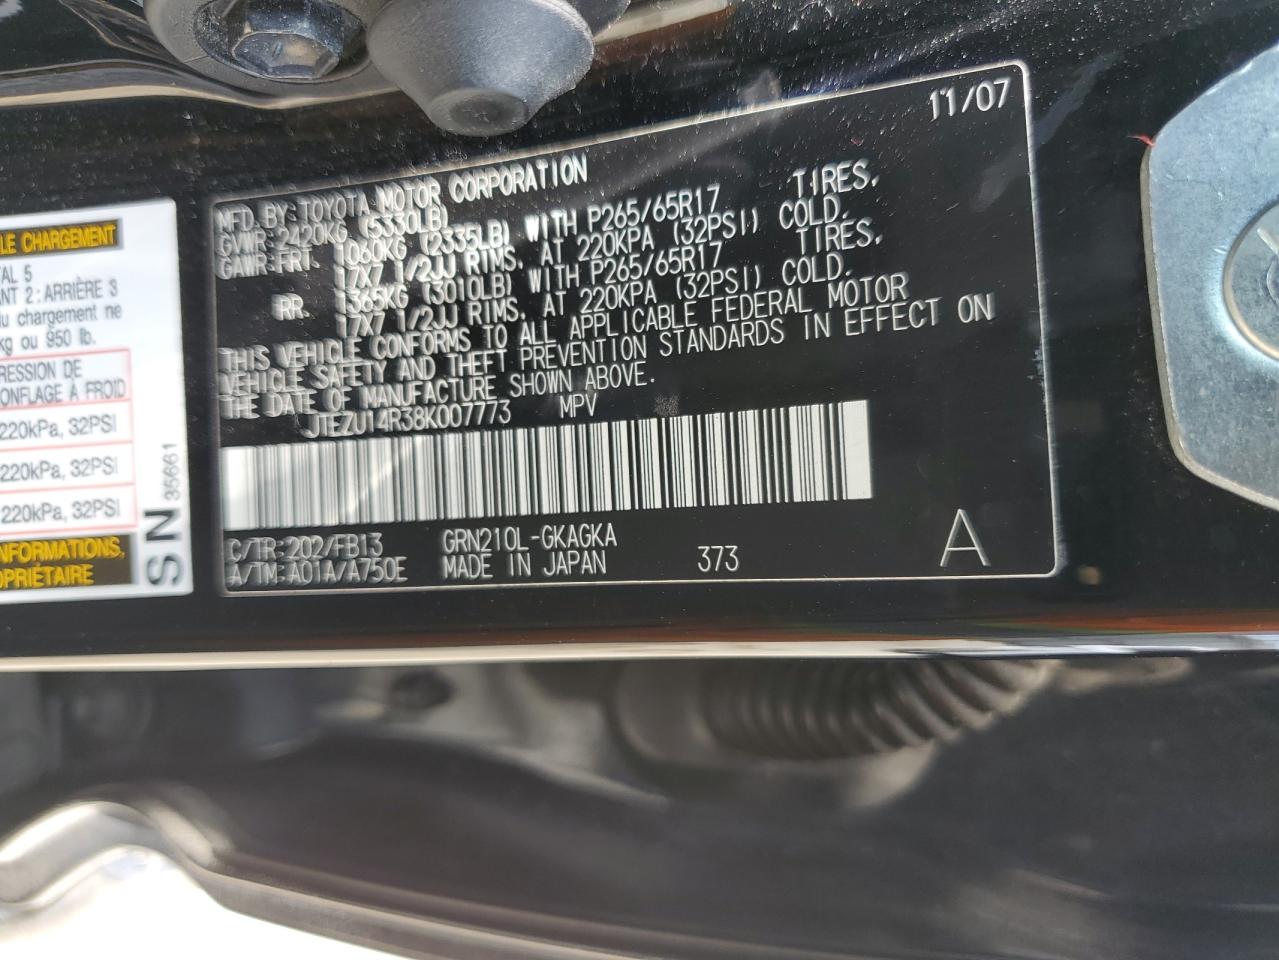 11/07
MFD.BY:TOYOTA MOTOR CORPORATION
GVWR:2420KG (5330LB)
GAWR:FRT. 1060KG (2335LB) WITH P265/65R17 TIRES.
17X7 1/2JJ RIMS. AT 220KPA (32PSI) COLD.
RR. 1365KG (3010LB) WITH P265/65R17 TIRES.
17X7 1/2JJ RIMS. AT 220KPA (32PSI) COLD.
THIS VEHICLE CONFORMS TO ALL APPLICABLE FEDERAL MOTOR
VEHICLE SAFETY AND THEFT PREVENTION STANDARDS IN EFFECT ON
THE DATE OF MANUFACTURE SHOWN ABOVE.
JTEZU14R38K007773 MPV
C/TR:202/FB13 GRN210L-GKAGKA
A/TM:A01A/A750E MADE IN JAPAN 373 A
LE CHARGEMENT
TAL 5
ANT 2 : ARRIÈRE 3
du chargement ne
kg ou 950 lb.
RESSION DE
ONFLAGE À FROID
220kPa, 32PSI
220kPa, 32PSI
220kPa, 32PSI
INFORMATIONS,
OPRIÉTAIRE
SN 35661